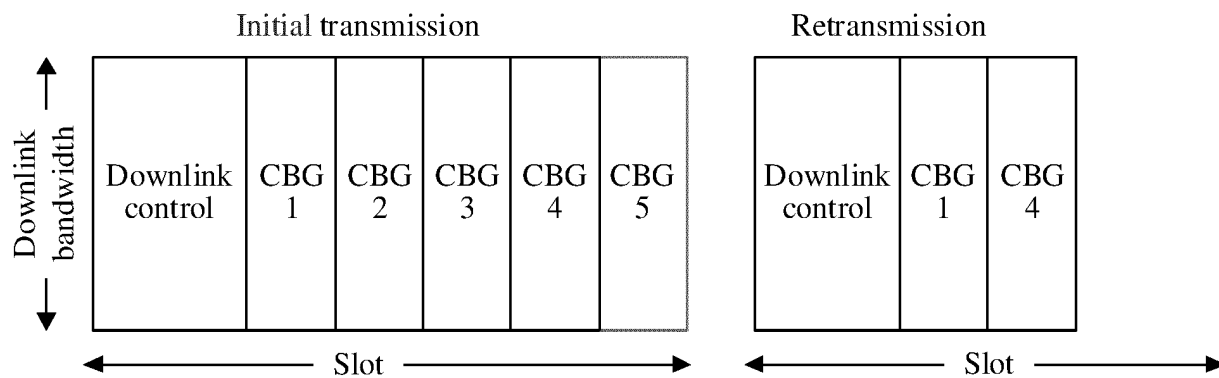 Initial transmission
Retransmission
Downlink
bandwidth
Downlink
control
CBG
1
CBG
2
CBG
3
CBG
4
CBG
5
Downlink
control
CBG
1
CBG
4
Slot
Slot